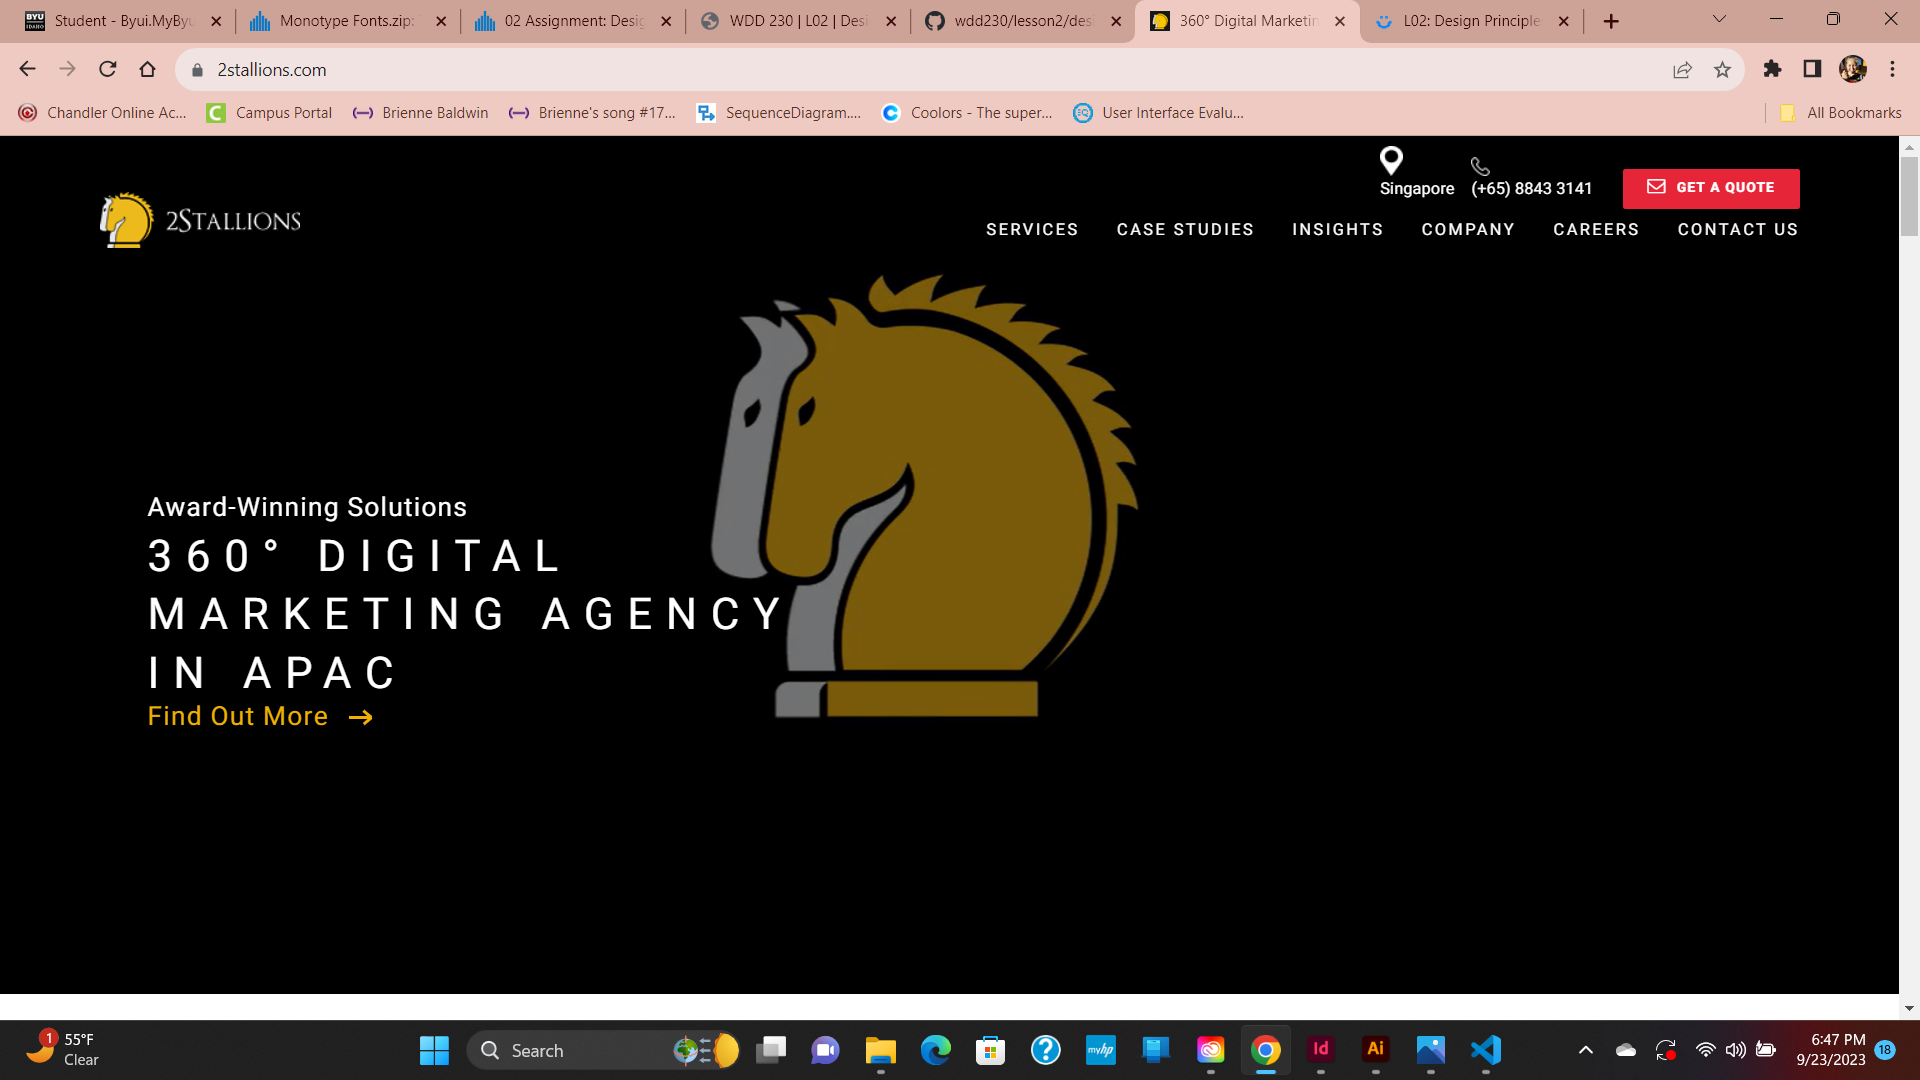 Student - Byui.MyByu
Monotype Fonts.zip:
02 Assignment: Desig
WDD 230 | L02 | Desi
wdd230/lesson2/desi
360° Digital Marketin
L02: Design Principle
2stallions.com
Chandler Online Ac...
Campus Portal
Brienne Baldwin
Brienne's song #17...
SequenceDiagram....
Coolors - The super...
User Interface Evalu...
All Bookmarks
2STALLIONS
Singapore
(+65) 8843 3141
GET A QUOTE
SERVICES
CASE STUDIES
INSIGHTS
COMPANY
CAREERS
CONTACT US
Award-Winning Solutions
360° DIGITAL
MARKETING AGENCY
IN APAC
Find Out More →
1
55°F
Clear
Search
myhp
Id
Ai
6:47 PM
9/23/2023
18